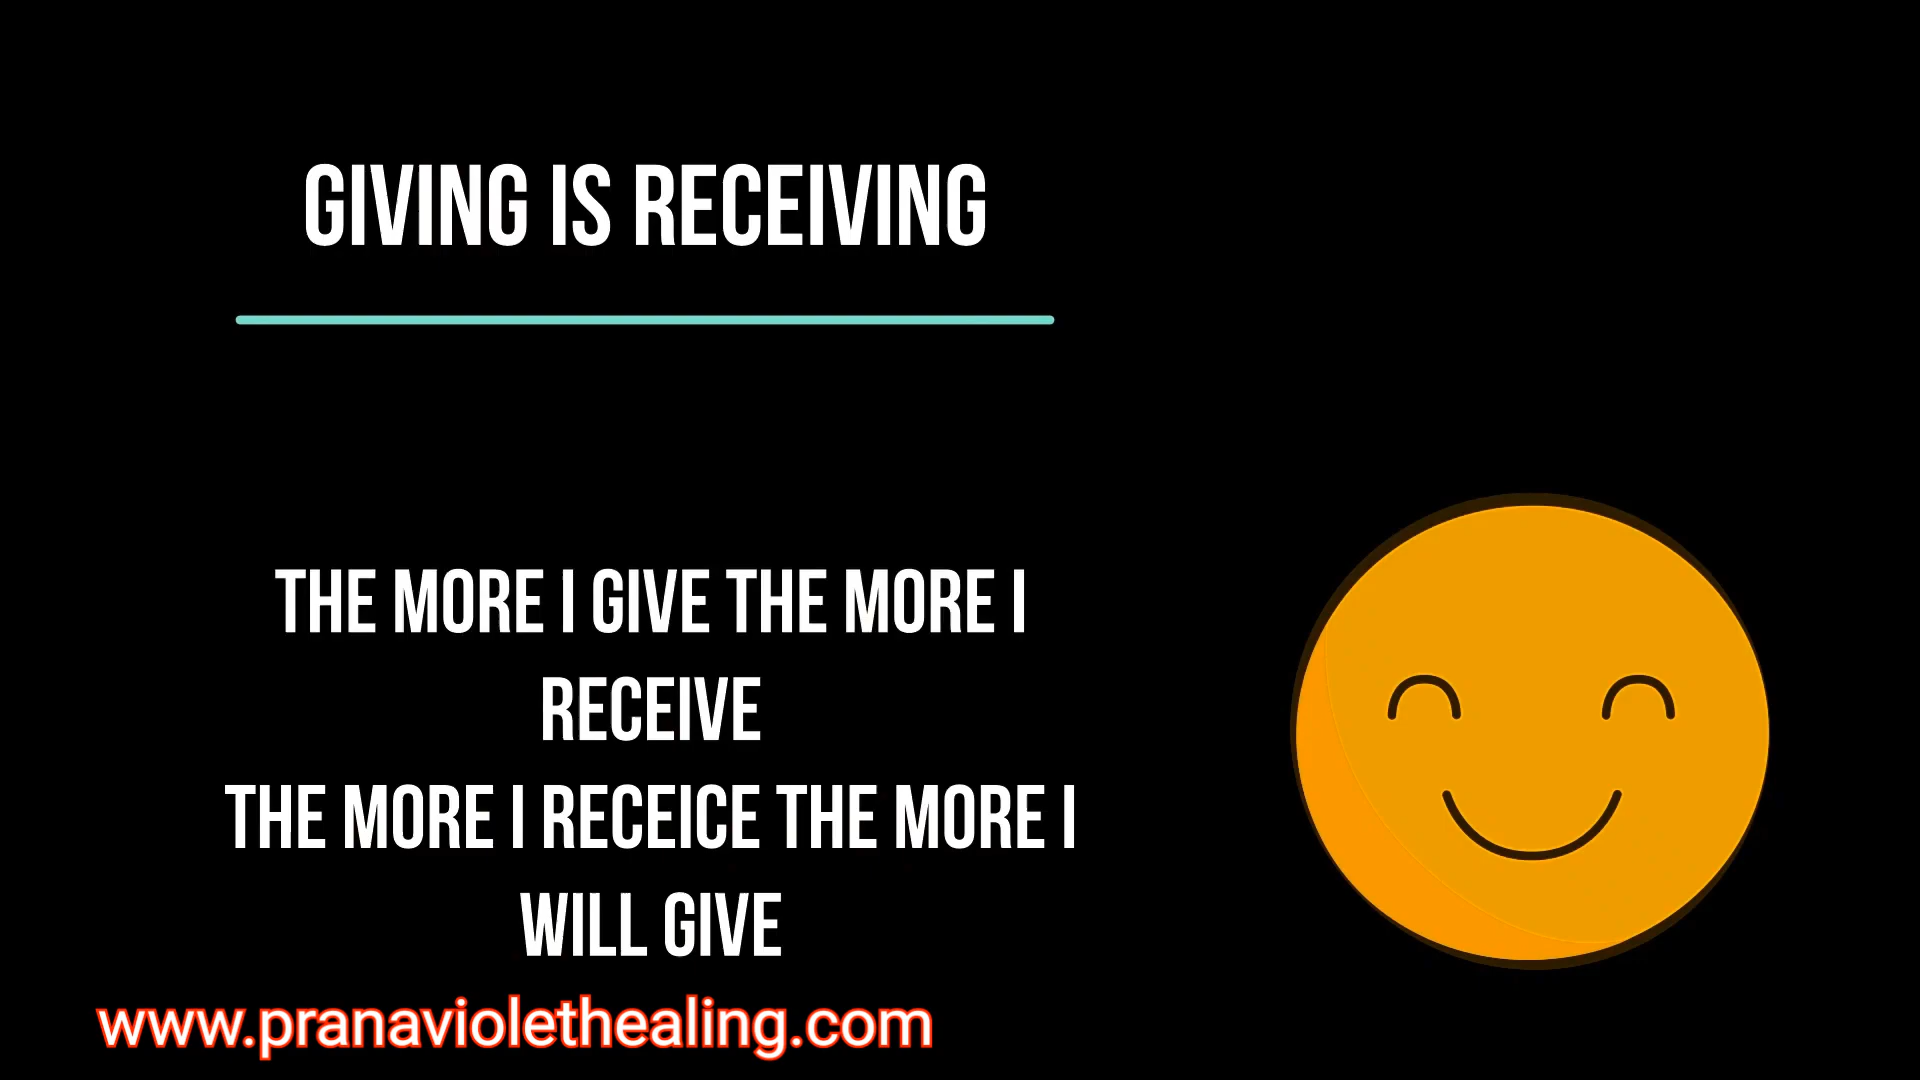 GIVING IS RECEIVING
THE MORE I GIVE THE MORE I
RECEIVE
THE MORE I RECEICE THE MORE I
WILL GIVE
www.pranaviolethealing.com